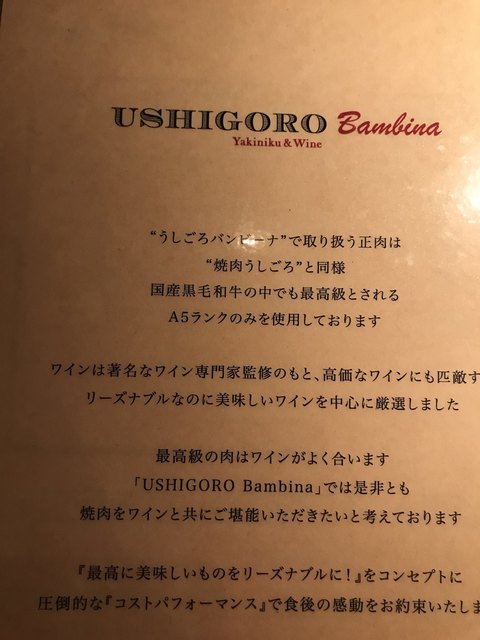 USHIGORO Bambina
Yakiniku & Wine
“うしごろバンビーナ”で取り扱う正肉は
“焼肉うしごろ”と同様
国産黒毛和牛の中でも最高級とされる
A5ランクのみを使用しております
ワインは著名なワイン専門家監修のもと、高価なワインにも匹敵す
リーズナブルなのに美味しいワインを中心に厳選しました
最高級の肉はワインがよく合います
「USHIGORO Bambina」では是非とも
焼肉をワインと共にご堪能いただきたいと考えております
『最高に美味しいものをリーズナブルに!』をコンセプトに
圧倒的な『コストパフォーマンス』で食後の感動をお約束いたしま